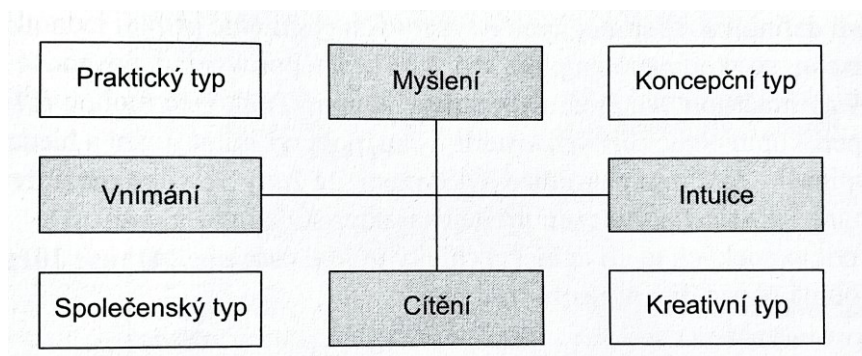 Praktický typ
Myšlení
Koncepční typ
Vnímání
Intuice
Společenský typ
Cítění
Kreativní typ